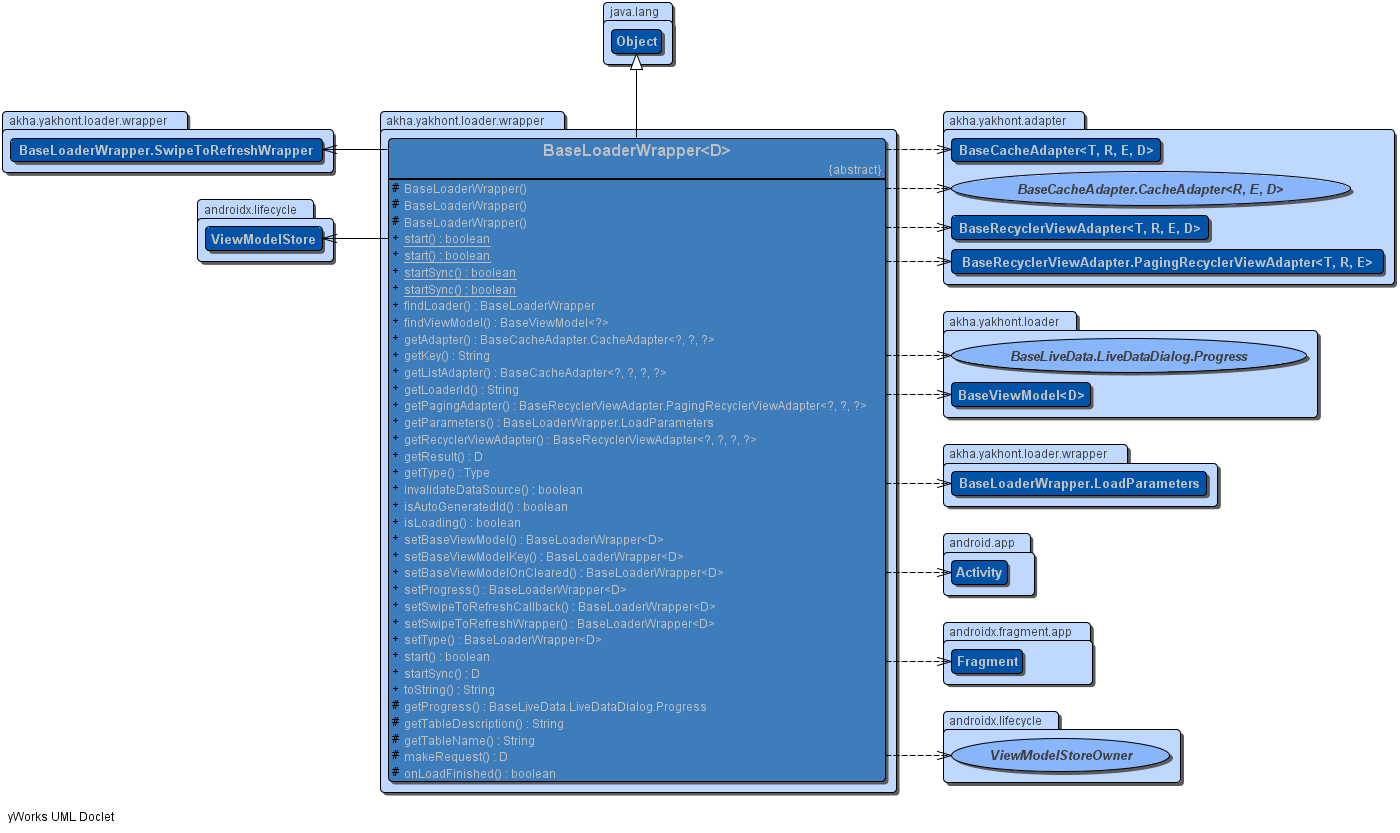 java.lang
Object
akha.yakhont.loader.wrapper
BaseLoaderWrapper.SwipeToRefreshWrapper
androidx.lifecycle
ViewModelStore
akha.yakhont.loader.wrapper
BaseLoaderWrapper<D>
{abstract}
# BaseLoaderWrapper()
# BaseLoaderWrapper()
# BaseLoaderWrapper()
+ start() : boolean
+ start() : boolean
+ startSync() : boolean
+ startSync() : boolean
+ findLoader() : BaseLoaderWrapper
+ findViewModel() : BaseViewModel<?>
+ getAdapter() : BaseCacheAdapter.CacheAdapter<?, ?, ?>
+ getKey() : String
+ getListAdapter() : BaseCacheAdapter<?, ?, ?, ?>
+ getLoaderId() : String
+ getPagingAdapter() : BaseRecyclerViewAdapter.PagingRecyclerViewAdapter<?, ?, ?>
+ getParameters() : BaseLoaderWrapper.LoadParameters
+ getRecyclerViewAdapter() : BaseRecyclerViewAdapter<?, ?, ?, ?>
+ getResult() : D
+ getType() : Type
+ invalidateDataSource() : boolean
+ isAutoGeneratedId() : boolean
+ isLoading() : boolean
+ setBaseViewModel() : BaseLoaderWrapper<D>
+ setBaseViewModelKey() : BaseLoaderWrapper<D>
+ setBaseViewModelOnCleared() : BaseLoaderWrapper<D>
+ setProgress() : BaseLoaderWrapper<D>
+ setSwipeToRefreshCallback() : BaseLoaderWrapper<D>
+ setSwipeToRefreshWrapper() : BaseLoaderWrapper<D>
+ setType() : BaseLoaderWrapper<D>
+ start() : boolean
+ startSync() : D
+ toString() : String
# getProgress() : BaseLiveData.LiveDataDialog.Progress
# getTableDescription() : String
# getTableName() : String
# makeRequest() : D
# onLoadFinished() : boolean
akha.yakhont.adapter
BaseCacheAdapter<T, R, E, D>
BaseCacheAdapter.CacheAdapter<R, E, D>
BaseRecyclerViewAdapter<T, R, E, D>
BaseRecyclerViewAdapter.PagingRecyclerViewAdapter<T, R, E>
akha.yakhont.loader
BaseLiveData.LiveDataDialog.Progress
BaseViewModel<D>
akha.yakhont.loader.wrapper
BaseLoaderWrapper.LoadParameters
android.app
Activity
androidx.fragment.app
Fragment
androidx.lifecycle
ViewModelStoreOwner
yWorks UML Doclet